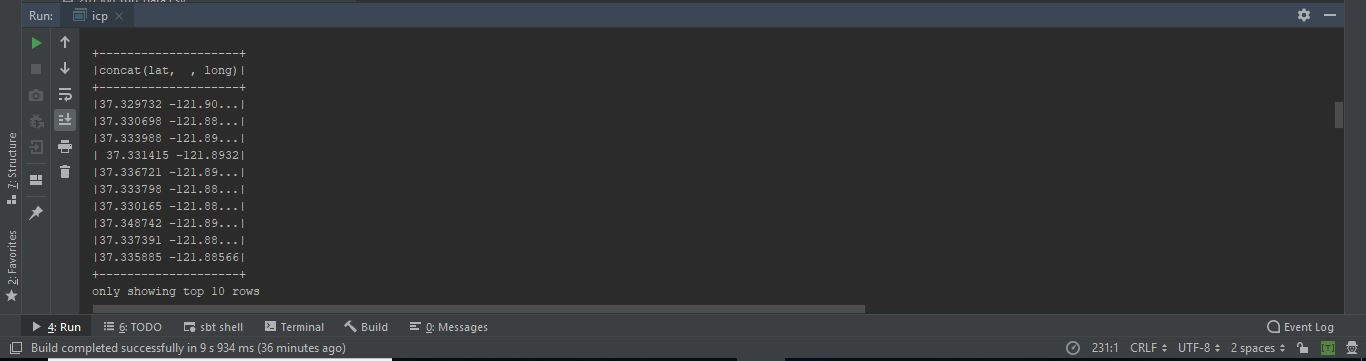 Run: icp
+--------------------+
|concat(lat,  , long)|
+--------------------+
|37.329732 -121.90...|
|37.330698 -121.88...|
|37.333988 -121.89...|
| 37.331415 -121.8932|
|37.336721 -121.89...|
|37.333798 -121.88...|
|37.330165 -121.88...|
|37.348742 -121.89...|
|37.337391 -121.88...|
|37.335885 -121.88566|
+--------------------+
only showing top 10 rows
7: Structure
2: Favorites
4: Run 6: TODO sbt shell Terminal Build 0: Messages Event Log
Build completed successfully in 9 s 934 ms (36 minutes ago) 231:1 CRLF UTF-8 2 spaces [T]